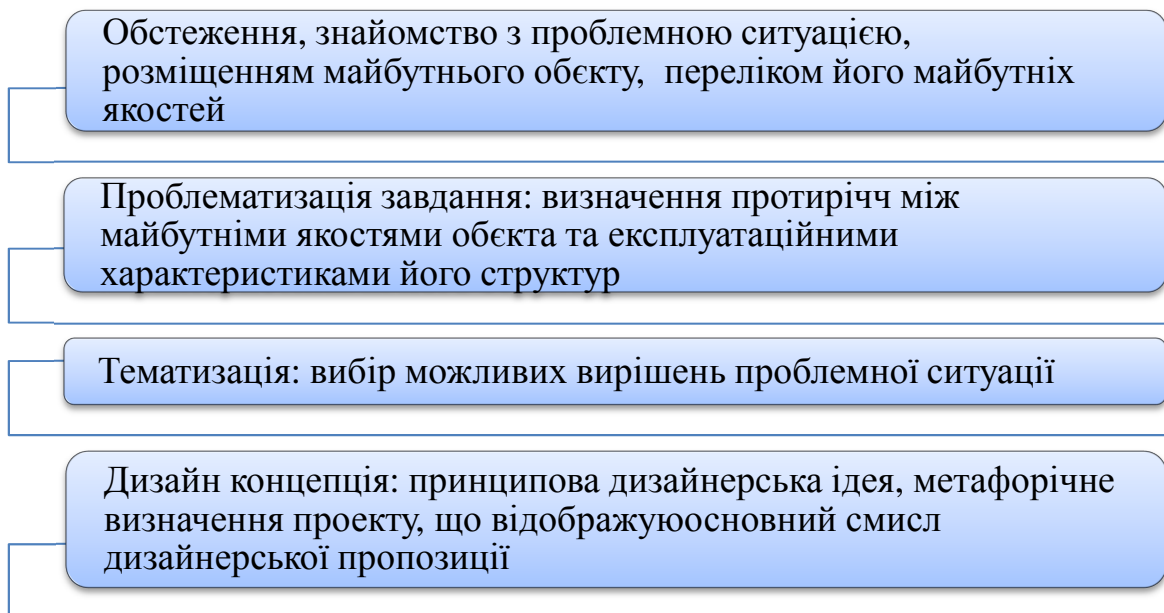 Обстеження, знайомство з проблемною ситуацією,
розміщенням майбутнього обєкту, переліком його майбутніх
якостей
Проблематизація завдання: визначення протирічч між
майбутніми якостями обєкта та експлуатаційними
характеристиками його структур
Тематизація: вибір можливих вирішень проблемної ситуації
Дизайн концепція: принципова дизайнерська ідея, метафорічне
визначення проекту, що відображуюосновний смисл
дизайнерської пропозиції